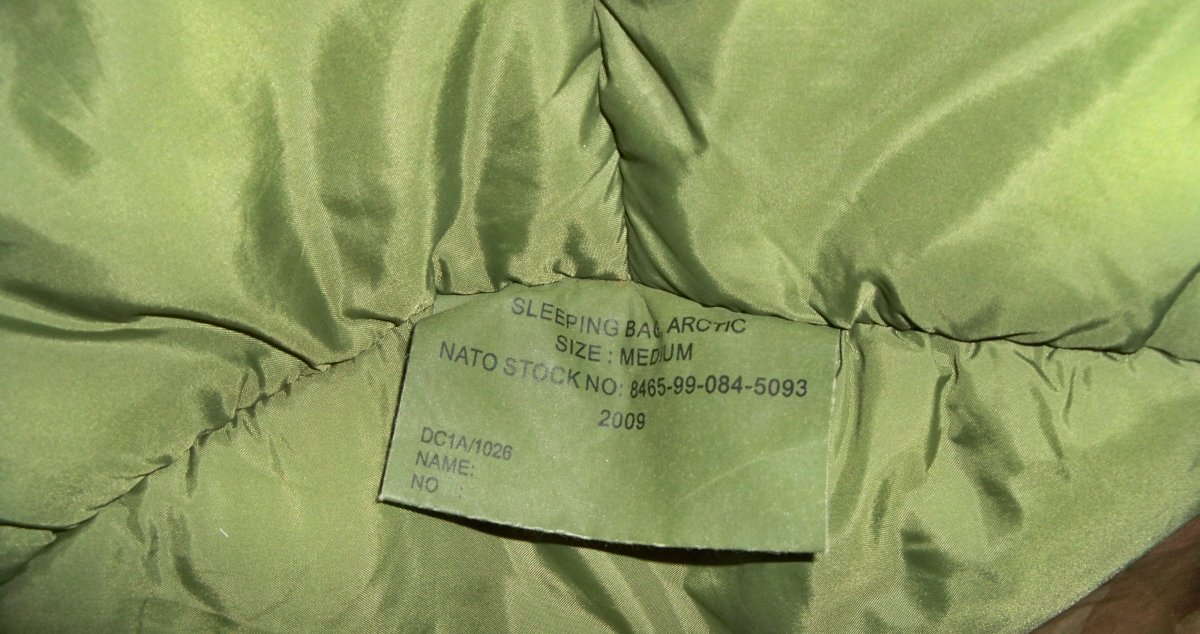 SLEEPING BAG ARCTIC
SIZE : MEDIUM
NATO STOCK NO: 8465-99-084-5093
2009
DC1A/1026
NAME:
NO :